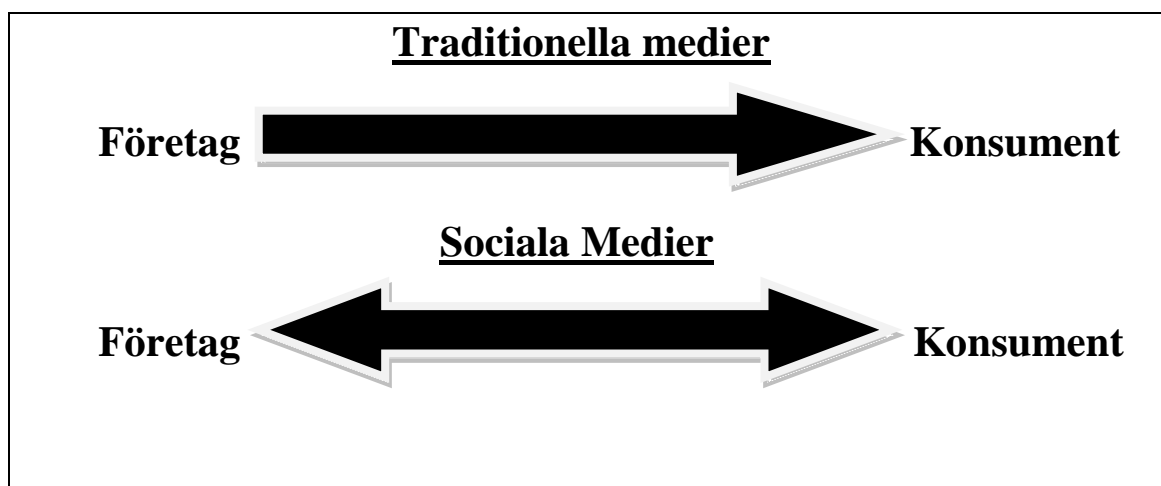 Traditionella medier
Företag Konsument
Sociala Medier
Företag Konsument